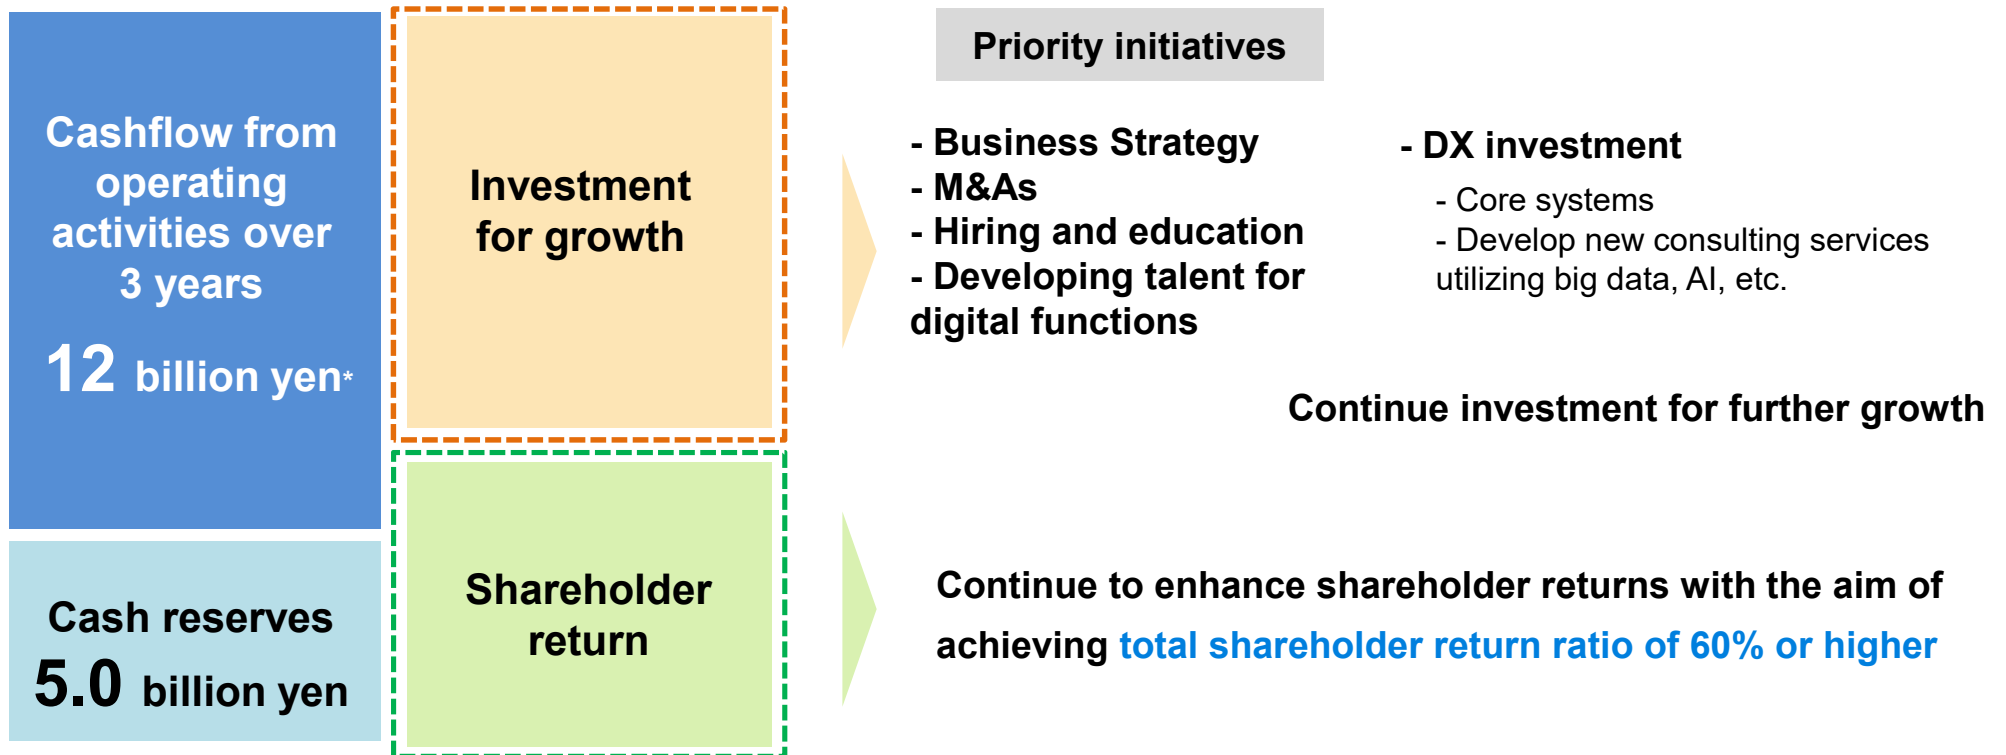 Cashflow from
operating
activities over
3 years
12 billion yen*
Cash reserves
5.0 billion yen
Investment
for growth
Shareholder
return
Priority initiatives
- Business Strategy
- M&As
- Hiring and education
- Developing talent for
digital functions
- DX investment
- Core systems
- Develop new consulting services
utilizing big data, AI, etc.
Continue investment for further growth
Continue to enhance shareholder returns with the aim of
achieving total shareholder return ratio of 60% or higher